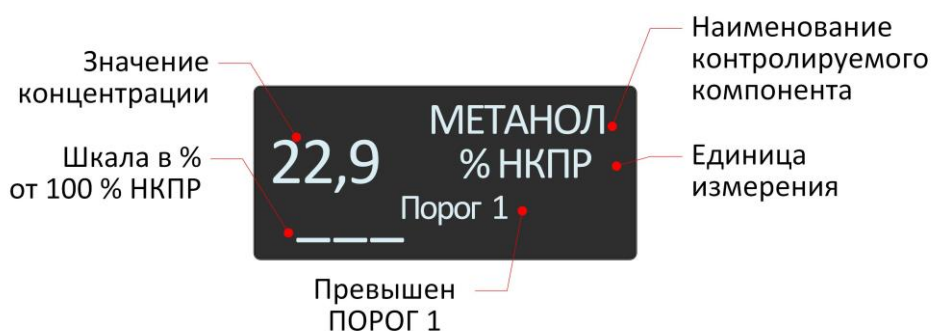 Значение
концентрации
Шкала в %
от 100 % НКПР
МЕТАНОЛ
22,9
% НКПР
Порог 1
Наименование
контролируемого
компонента
Единица
измерения
Превышен
ПОРОГ 1